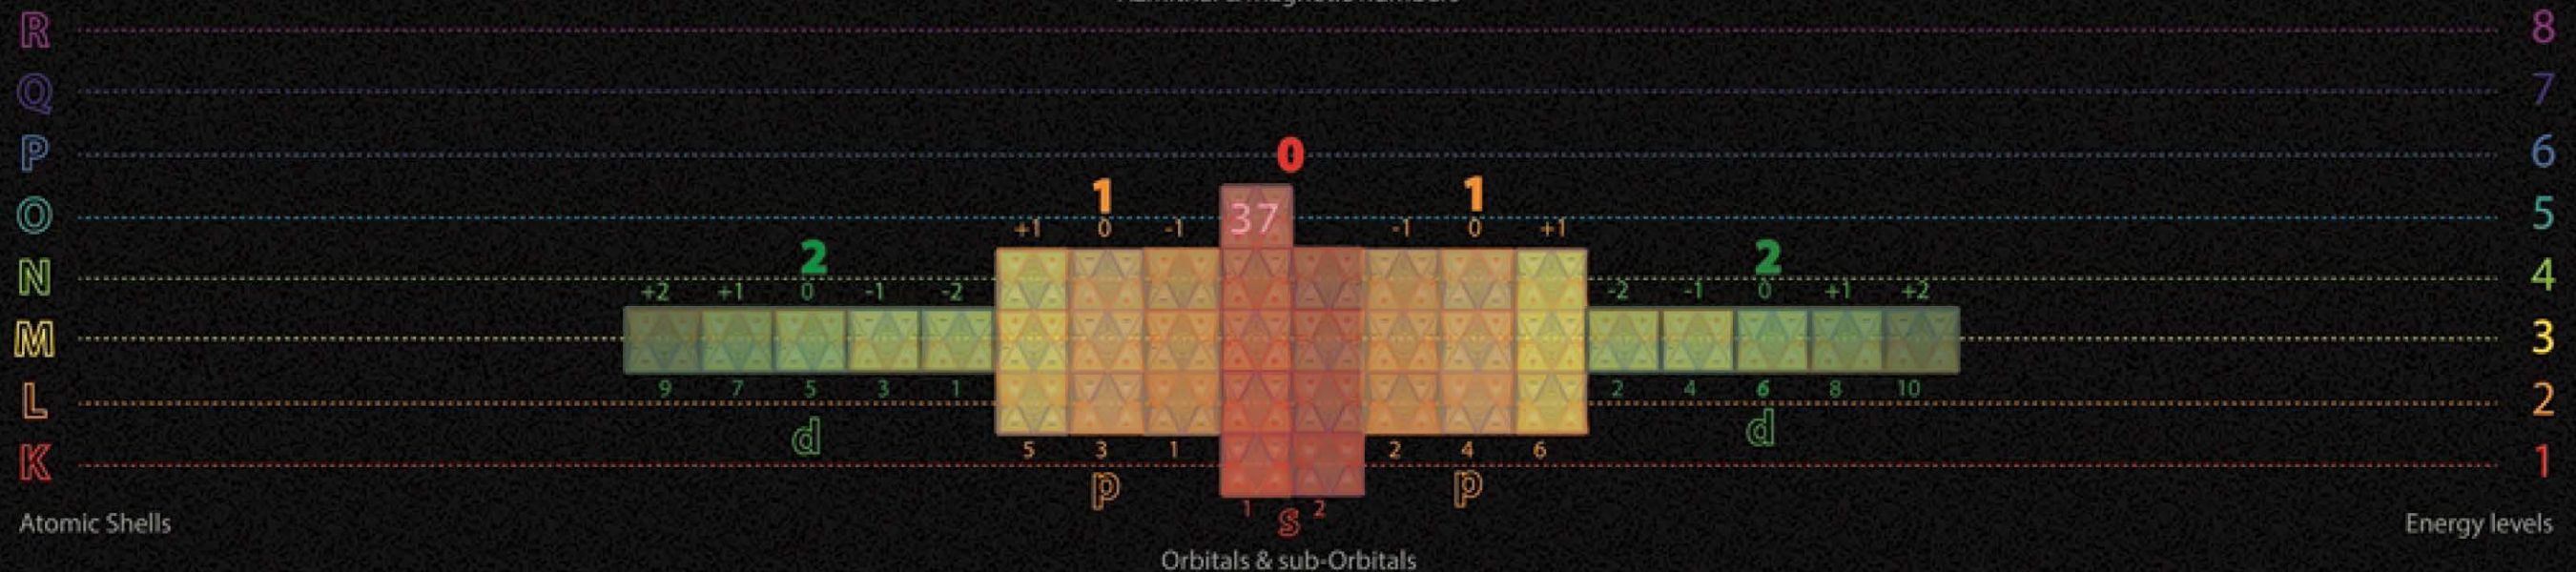 R 8
Q 7
P 0 6
O 1 37 1 5
+1 0 -1 -1 0 +1
N 2 2 4
+2 +1 0 -1 -2 -2 -1 0 +1 +2
M 3
9 7 5 3 1 2 4 6 8 10
L 2
d d
5 3 1 2 4 6
K 1
p p
1 s 2
Atomic Shells Energy levels
Orbitals & sub-Orbitals